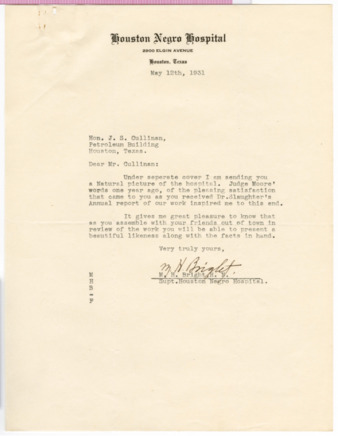 Houston Negro Hospital
2900 ELGIN AVENUE
Houston, Texas
May 12th, 1931
Hon. J. S. Cullinan,
Petroleum Building
Houston, Texas.
Dear Mr. Cullinan:
Under seperate cover I am sending you
a Natural picture of the hospital. Judge Moore'
words one year ago, of the pleasing satisfaction
that came to you as you received Dr.Slaughter's
Annual report of our work inspired me to this end.
It gives me great pleasure to know that
as you assemble with your friends out of town in
review of the work you will be able to present a
beautiful likeness along with the facts in hand.
Very truly yours,
M H Bright.
M. H. Bright,
Supt.Houston Negro Hospital.
M
H
B
-
P